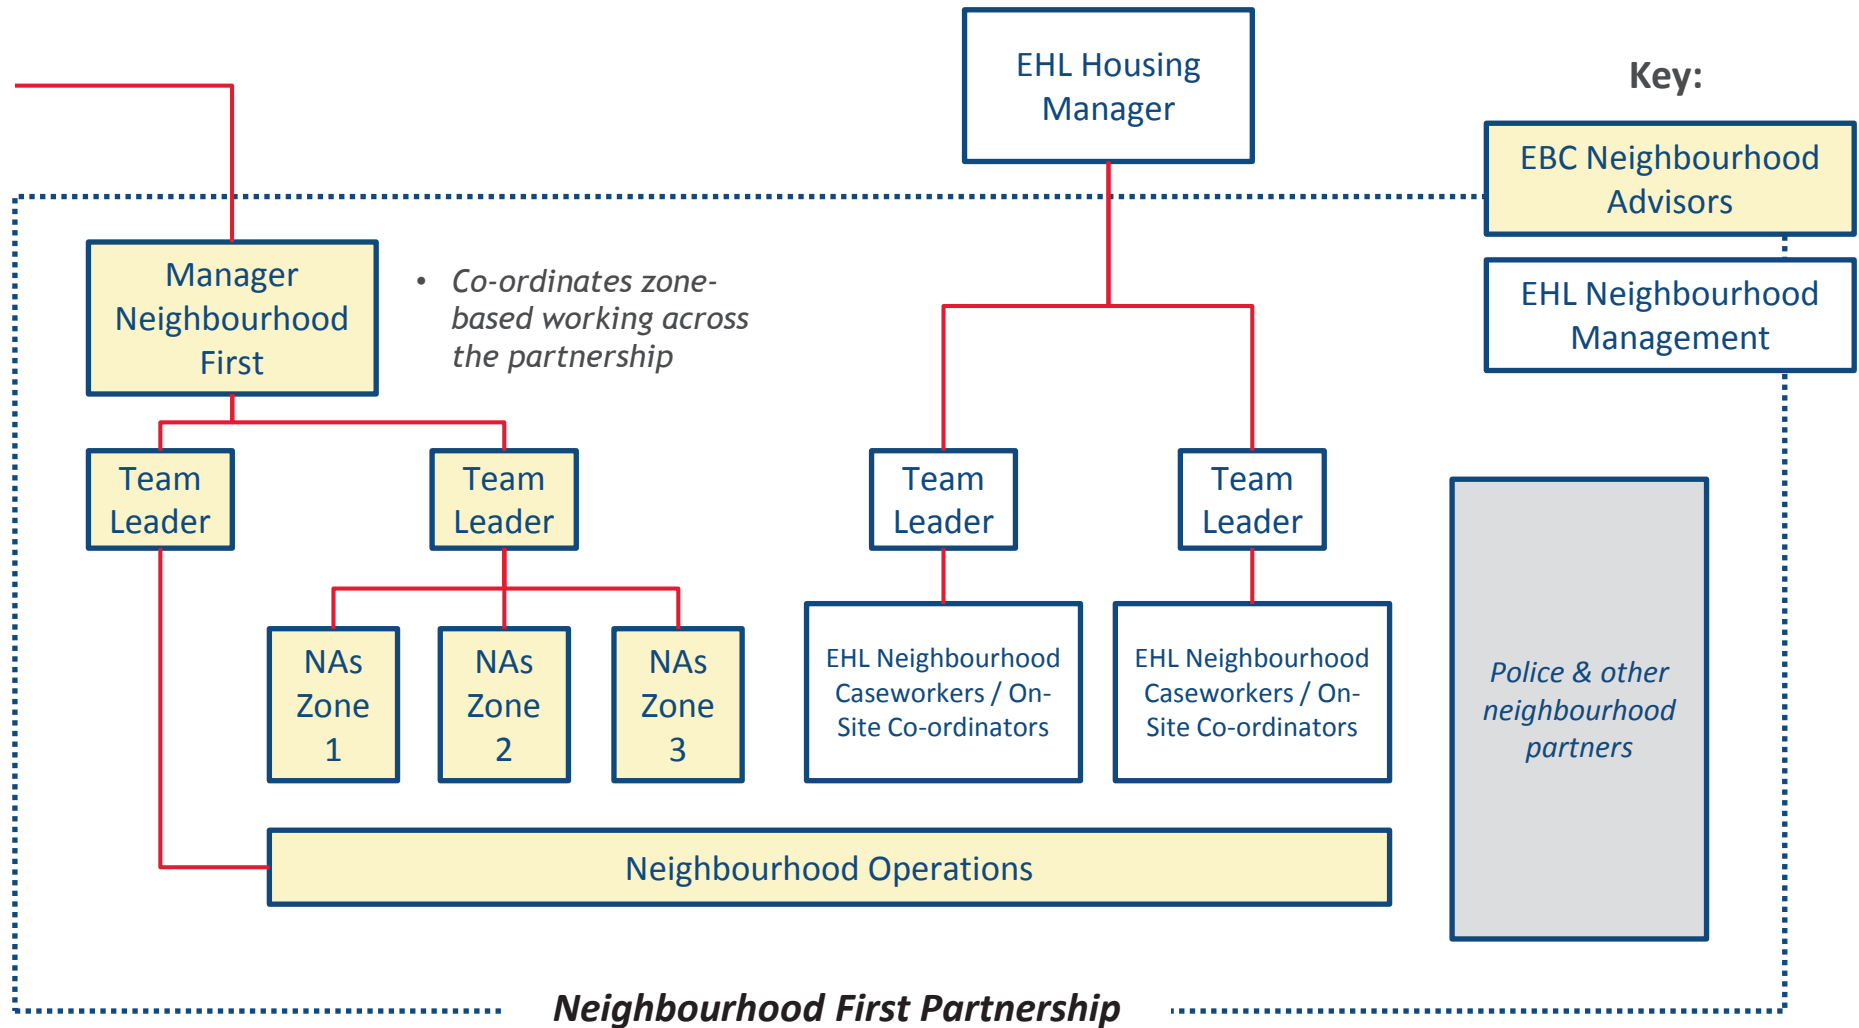 EHL Housing
Manager
Key:
EBC Neighbourhood
Advisors
EHL Neighbourhood
Management
Manager
Neighbourhood
First
• Co-ordinates zone-
based working across
the partnership
Team
Leader
Team
Leader
Team
Leader
Team
Leader
NAs
Zone
1
NAs
Zone
2
NAs
Zone
3
EHL Neighbourhood
Caseworkers / On-
Site Co-ordinators
EHL Neighbourhood
Caseworkers / On-
Site Co-ordinators
Police & other
neighbourhood
partners
Neighbourhood Operations
Neighbourhood First Partnership